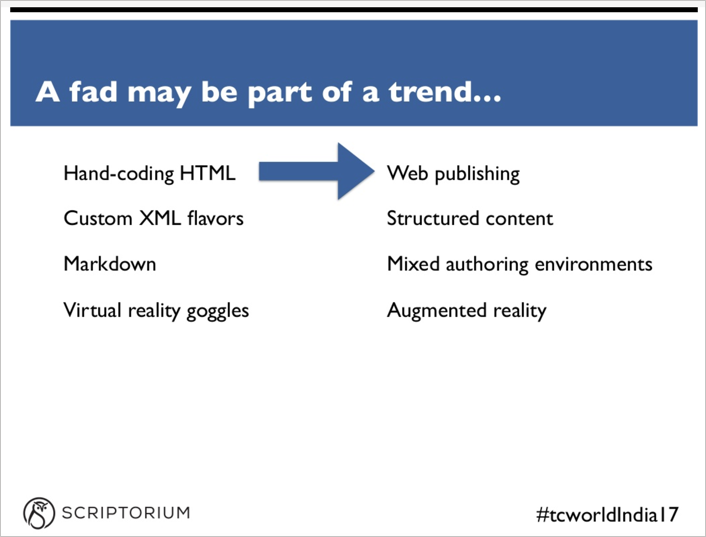 A fad may be part of a trend...
Hand-coding HTML
Web publishing
Custom XML flavors
Structured content
Markdown
Mixed authoring environments
Virtual reality goggles
Augmented reality
SCRIPTORIUM
#tcworldIndia17